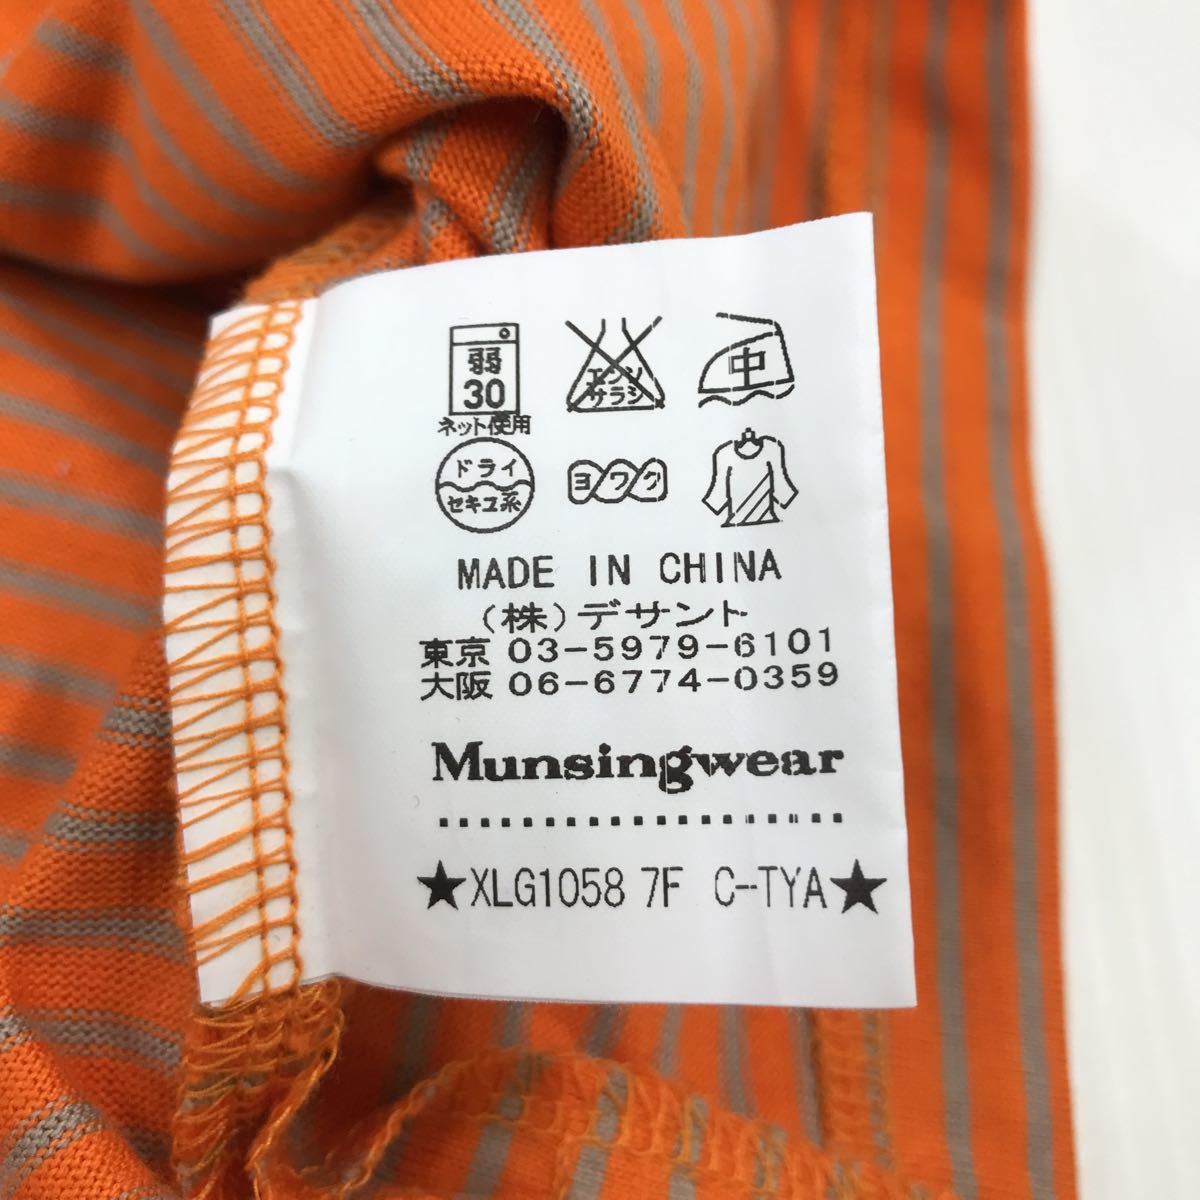 弱 エンソ 中
30 サラシ
ネット使用
ドライ ヨワク
セキユ系
MADE IN CHINA
(株)デサント
東京 03-5979-6101
大阪 06-6774-0359
Munsingwear
★XLG1058 7F C-TYA★